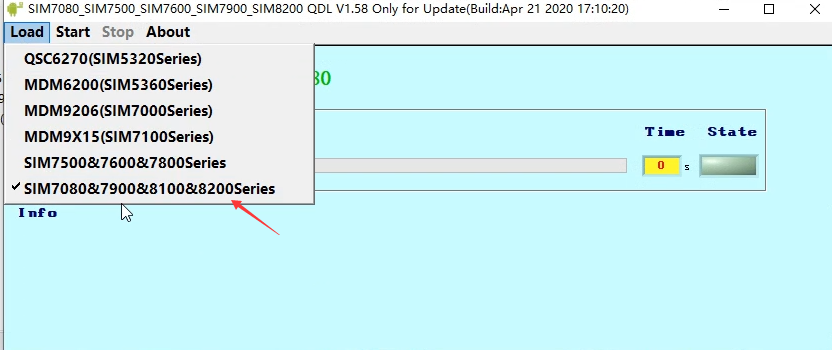 SIM7080_SIM7500_SIM7600_SIM7900_SIM8200 QDL V1.58 Only for Update(Build:Apr 21 2020 17:10:20)
Load Start Stop About
QSC6270(SIM5320Series)
MDM6200(SIM5360Series)
MDM9206(SIM7000Series)
MDM9X15(SIM7100Series)
SIM7500&7600&7800Series
SIM7080&7900&8100&8200Series
80
Time State
0 s
Info